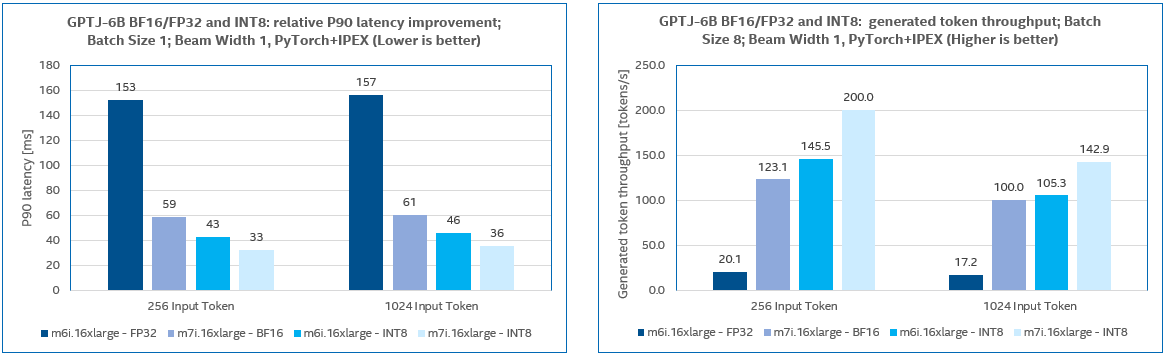 GPTJ-6B BF16/FP32 and INT8: relative P90 latency improvement;
Batch Size 1; Beam Width 1, PyTorch+IPEX (Lower is better)
P90 latency [ms]
180
160
140
120
100
80
60
40
20
0
153
59
43
33
157
61
46
36
256 Input Token
1024 Input Token
m6i.16xlarge - FP32
m7i.16xlarge - BF16
m6i.16xlarge - INT8
m7i.16xlarge - INT8
GPTJ-6B BF16/FP32 and INT8: generated token throughput; Batch
Size 8; Beam Width 1, PyTorch+IPEX (Higher is better)
Generated token throughput [tokens/s]
250.0
200.0
150.0
100.0
50.0
0.0
20.1
123.1
145.5
200.0
17.2
100.0
105.3
142.9
256 Input Token
1024 Input Token
m6i.16xlarge - FP32
m7i.16xlarge - BF16
m6i.16xlarge - INT8
m7i.16xlarge - INT8